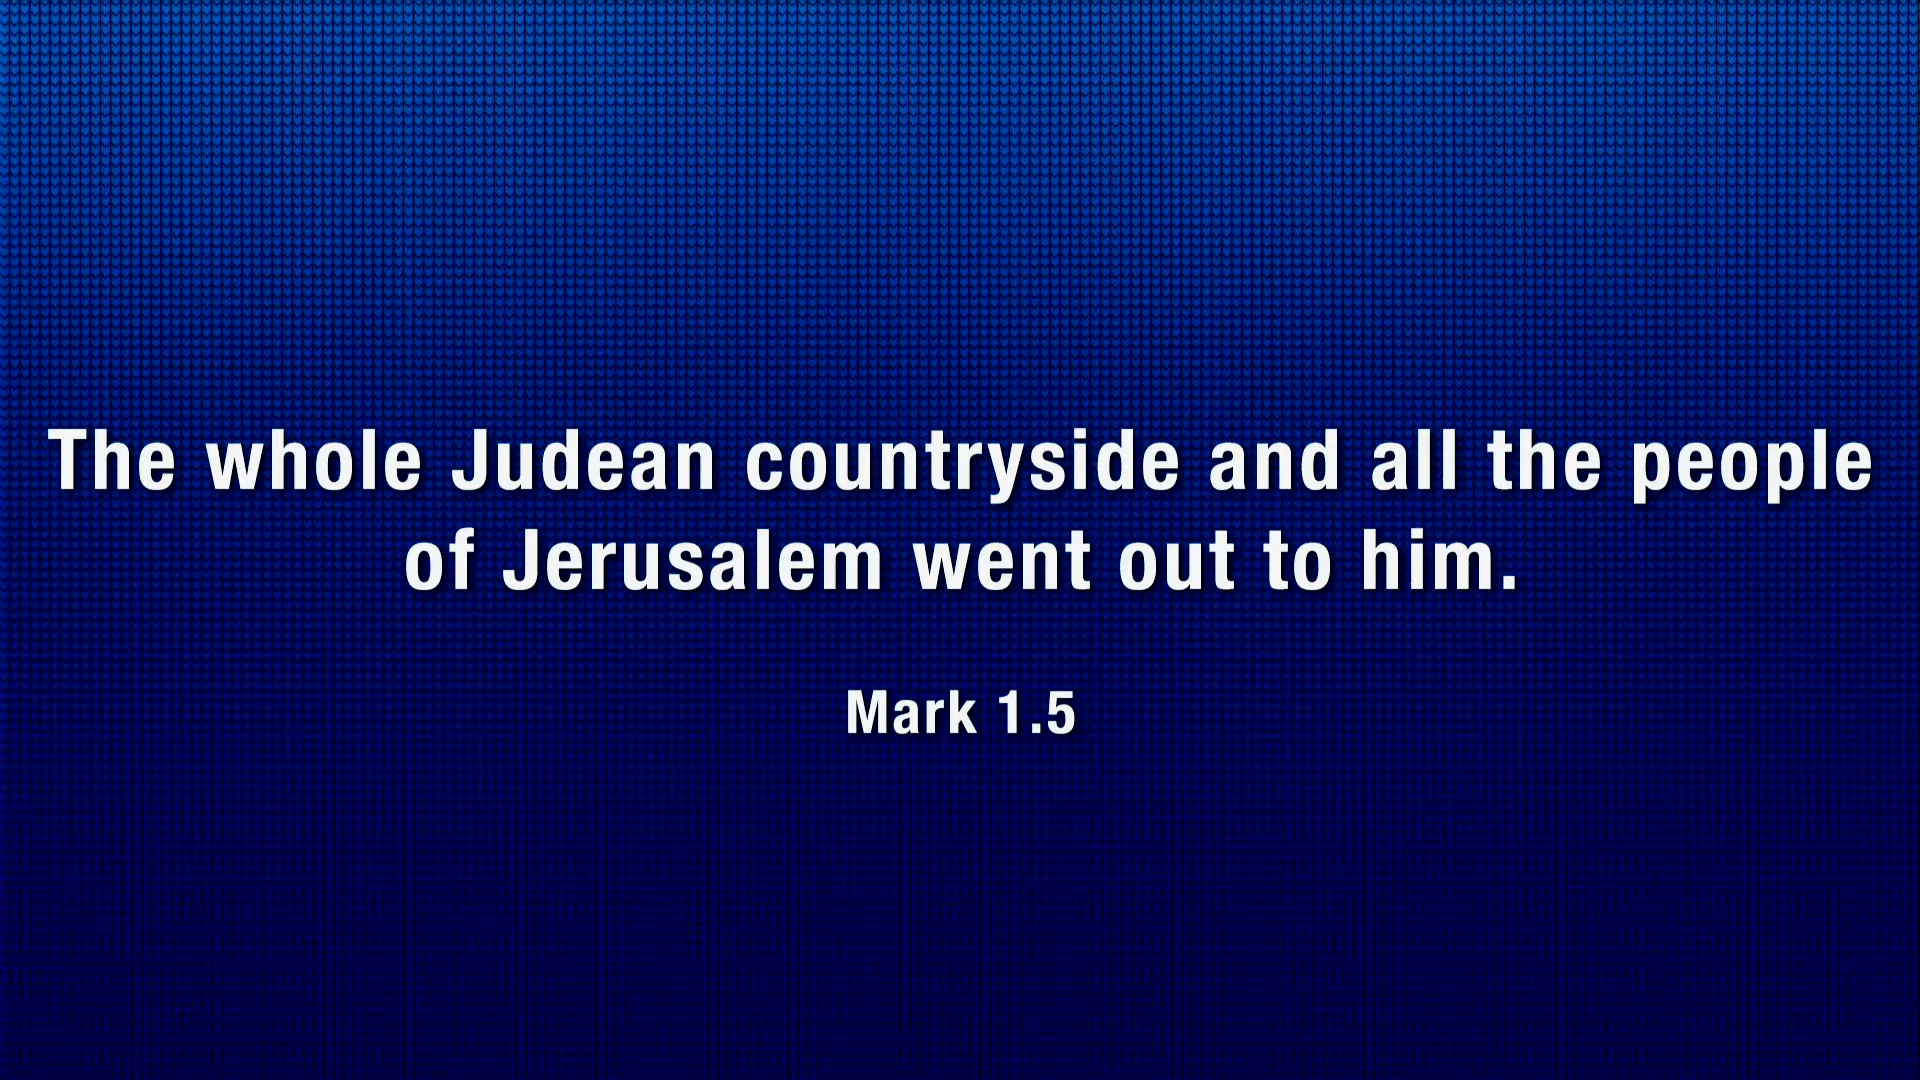 The whole Judean countryside and all the people
of Jerusalem went out to him.
Mark 1.5